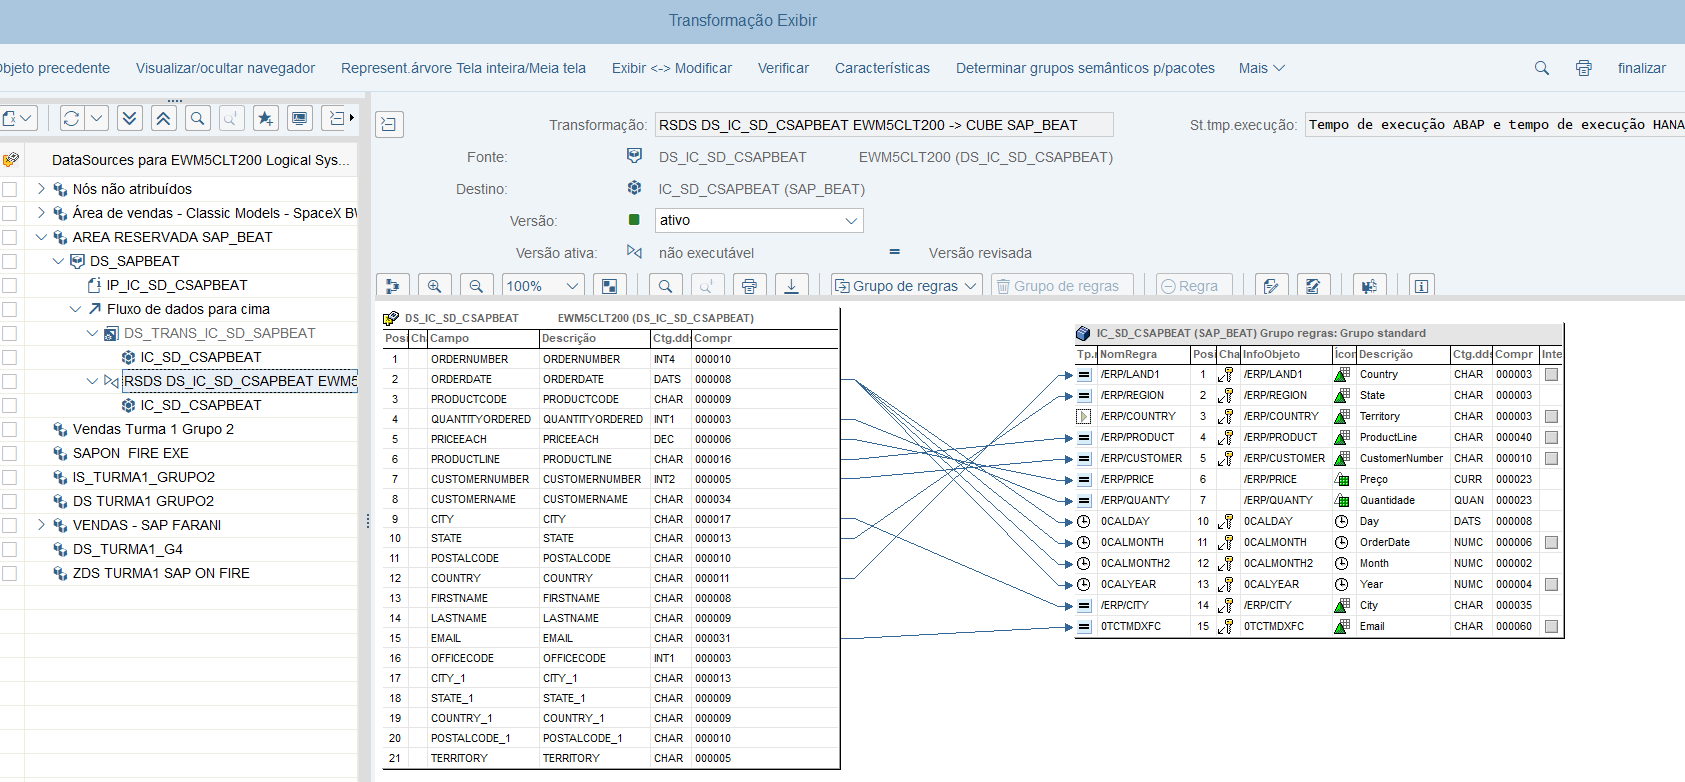 Transformação Exibir
Objeto precedente Visualizar/ocultar navegador Represent.árvore Tela inteira/Meia tela Exibir <-> Modificar Verificar Características Determinar grupos semânticos p/pacotes Mais finalizar
DataSources para EWM5CLT200 Logical Sys...
Nós não atribuídos
Área de vendas - Classic Models - SpaceX BW
AREA RESERVADA SAP_BEAT
DS_SAPBEAT
IP_IC_SD_CSAPBEAT
Fluxo de dados para cima
DS_TRANS_IC_SD_SAPBEAT
IC_SD_CSAPBEAT
RSDS DS_IC_SD_CSAPBEAT EWM5
IC_SD_CSAPBEAT
Vendas Turma 1 Grupo 2
SAPON FIRE EXE
IS_TURMA1_GRUPO2
DS TURMA1 GRUPO2
VENDAS - SAP FARANI
DS_TURMA1_G4
ZDS TURMA1 SAP ON FIRE
Transformação: RSDS DS_IC_SD_CSAPBEAT EWM5CLT200 -> CUBE SAP_BEAT St.tmp.execução: Tempo de execução ABAP e tempo de execução HANA
Fonte: DS_IC_SD_CSAPBEAT EWM5CLT200 (DS_IC_SD_CSAPBEAT)
Destino: IC_SD_CSAPBEAT (SAP_BEAT)
Versão: ativo
Versão ativa: não executável = Versão revisada
100% Grupo de regras Grupo de regras Regra
DS_IC_SD_CSAPBEAT EWM5CLT200 (DS_IC_SD_CSAPBEAT)
Posi Ch Campo Descrição Ctg.dds Compr
1 ORDERNUMBER ORDERNUMBER INT4 000010
2 ORDERDATE ORDERDATE DATS 000008
3 PRODUCTCODE PRODUCTCODE CHAR 000009
4 QUANTITYORDERED QUANTITYORDERED INT1 000003
5 PRICEEACH PRICEEACH DEC 000006
6 PRODUCTLINE PRODUCTLINE CHAR 000016
7 CUSTOMERNUMBER CUSTOMERNUMBER INT2 000005
8 CUSTOMERNAME CUSTOMERNAME CHAR 000034
9 CITY CITY CHAR 000017
10 STATE STATE CHAR 000013
11 POSTALCODE POSTALCODE CHAR 000010
12 COUNTRY COUNTRY CHAR 000011
13 FIRSTNAME FIRSTNAME CHAR 000008
14 LASTNAME LASTNAME CHAR 000009
15 EMAIL EMAIL CHAR 000031
16 OFFICECODE OFFICECODE INT1 000003
17 CITY_1 CITY_1 CHAR 000013
18 STATE_1 STATE_1 CHAR 000009
19 COUNTRY_1 COUNTRY_1 CHAR 000009
20 POSTALCODE_1 POSTALCODE_1 CHAR 000010
21 TERRITORY TERRITORY CHAR 000005
IC_SD_CSAPBEAT (SAP_BEAT) Grupo regras: Grupo standard
Tp.r NomRegra Posi Cha InfoObjeto Ícon Descrição Ctg.dds Compr Inte
/ERP/LAND1 1 /ERP/LAND1 Country CHAR 000003
/ERP/REGION 2 /ERP/REGION State CHAR 000003
/ERP/COUNTRY 3 /ERP/COUNTRY Territory CHAR 000003
/ERP/PRODUCT 4 /ERP/PRODUCT ProductLine CHAR 000040
/ERP/CUSTOMER 5 /ERP/CUSTOMER CustomerNumber CHAR 000010
/ERP/PRICE 6 /ERP/PRICE Preço CURR 000023
/ERP/QUANTY 7 /ERP/QUANTY Quantidade QUAN 000023
0CALDAY 10 0CALDAY Day DATS 000008
0CALMONTH 11 0CALMONTH OrderDate NUMC 000006
0CALMONTH2 12 0CALMONTH2 Month NUMC 000002
0CALYEAR 13 0CALYEAR Year NUMC 000004
/ERP/CITY 14 /ERP/CITY City CHAR 000035
0TCTMDXFC 15 0TCTMDXFC Email CHAR 000060